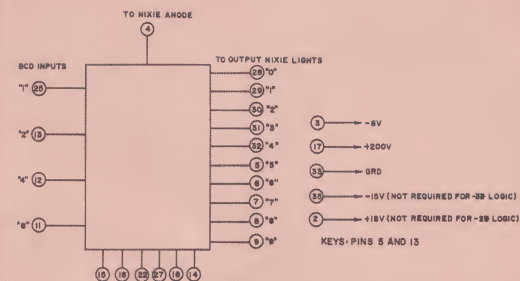 TO NIXIE ANODE
4
BCD INPUTS
TO OUTPUT NIXIE LIGHTS
28 "0"
"1" 25
29 "1"
30 "2"
"2" 13
31 "3"
32 "4"
5 "5"
"4" 12
6 "6"
7 "7"
"8" 11
8 "8"
9 "9"
15 16 22 27 18 14
3 -6V
17 +200V
33 GRD
35 -15V (NOT REQUIRED FOR -33 LOGIC)
2 +18V (NOT REQUIRED FOR -29 LOGIC)
KEYS: PINS 5 AND 13